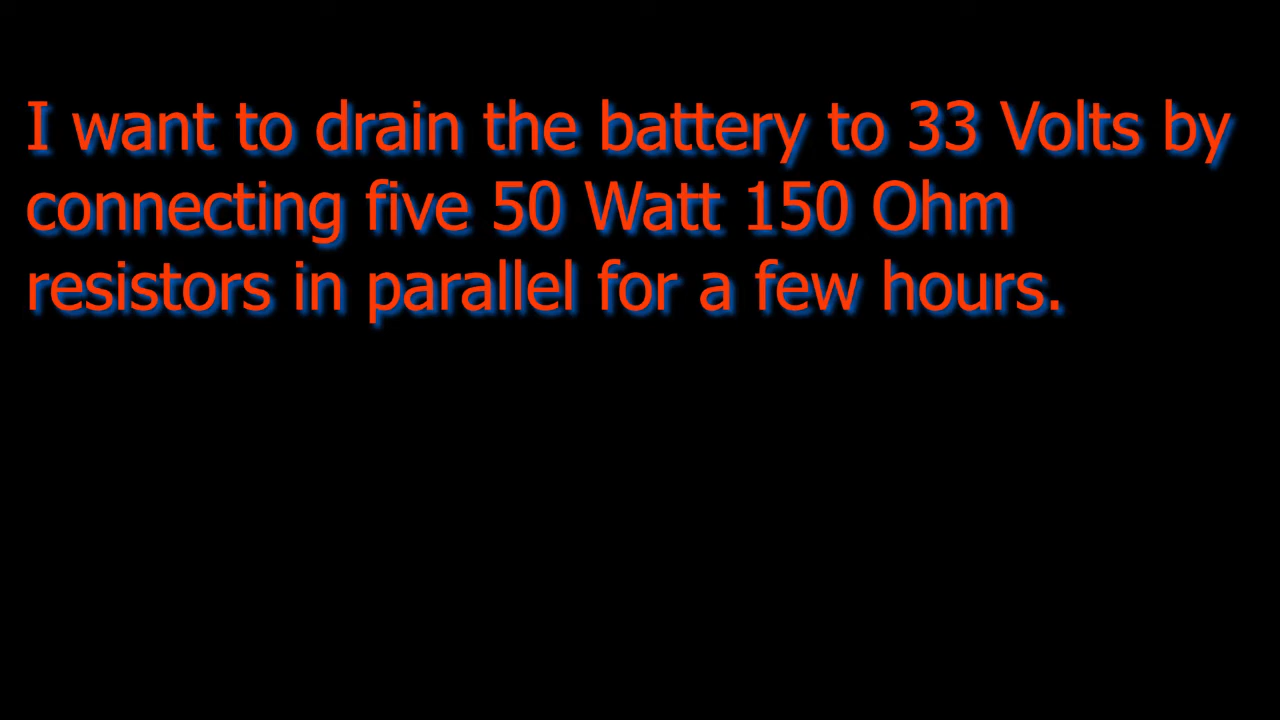 I want to drain the battery to 33 Volts by
connecting five 50 Watt 150 Ohm
resistors in parallel for a few hours.